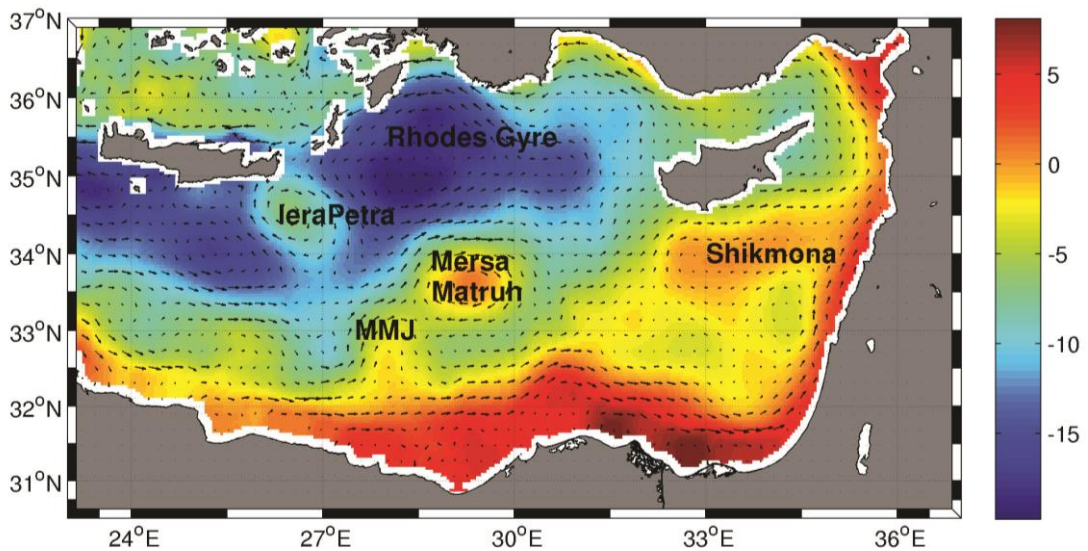 37°N
36°N
35°N
34°N
33°N
32°N
31°N
Rhodes Gyre
IeraPetra
Mersa
Matruh
Shikmona
MMJ
24°E
27°E
30°E
33°E
36°E
5
0
-5
-10
-15